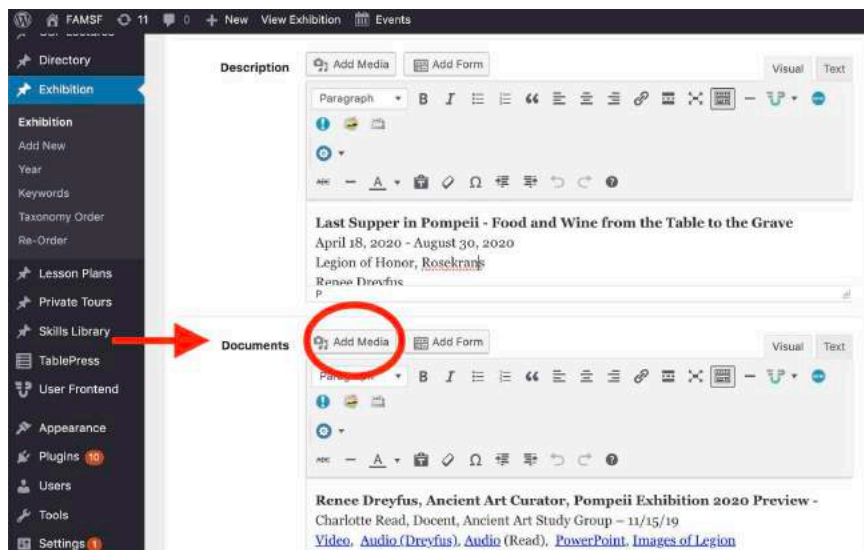 FAMSF 11 0 + New View Exhibition Events
Directory
Exhibition
Exhibition
Add New
Year
Keywords
Taxonomy Order
Re-Order
Lesson Plans
Private Tours
Skills Library
TablePress
User Frontend
Appearance
Plugins 10
Users
Tools
Settings 1
Description
Add Media Add Form Visual Text
Paragraph B I
ABC A Ω
Last Supper in Pompeii - Food and Wine from the Table to the Grave
April 18, 2020 - August 30, 2020
Legion of Honor, Rosekrans
Renee Dreyfus
P
Documents
Add Media Add Form Visual Text
B I
ABC A Ω
Renee Dreyfus, Ancient Art Curator, Pompeii Exhibition 2020 Preview -
Charlotte Read, Docent, Ancient Art Study Group – 11/15/19
Video, Audio (Dreyfus), Audio (Read), PowerPoint, Images of Legion